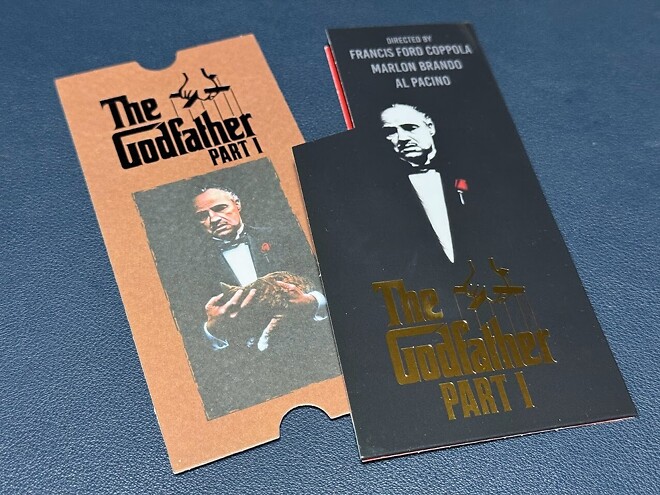 The
Godfather
PART I
DIRECTED BY
FRANCIS FORD COPPOLA
MARLON BRANDO
AL PACINO
The
Godfather
PART I